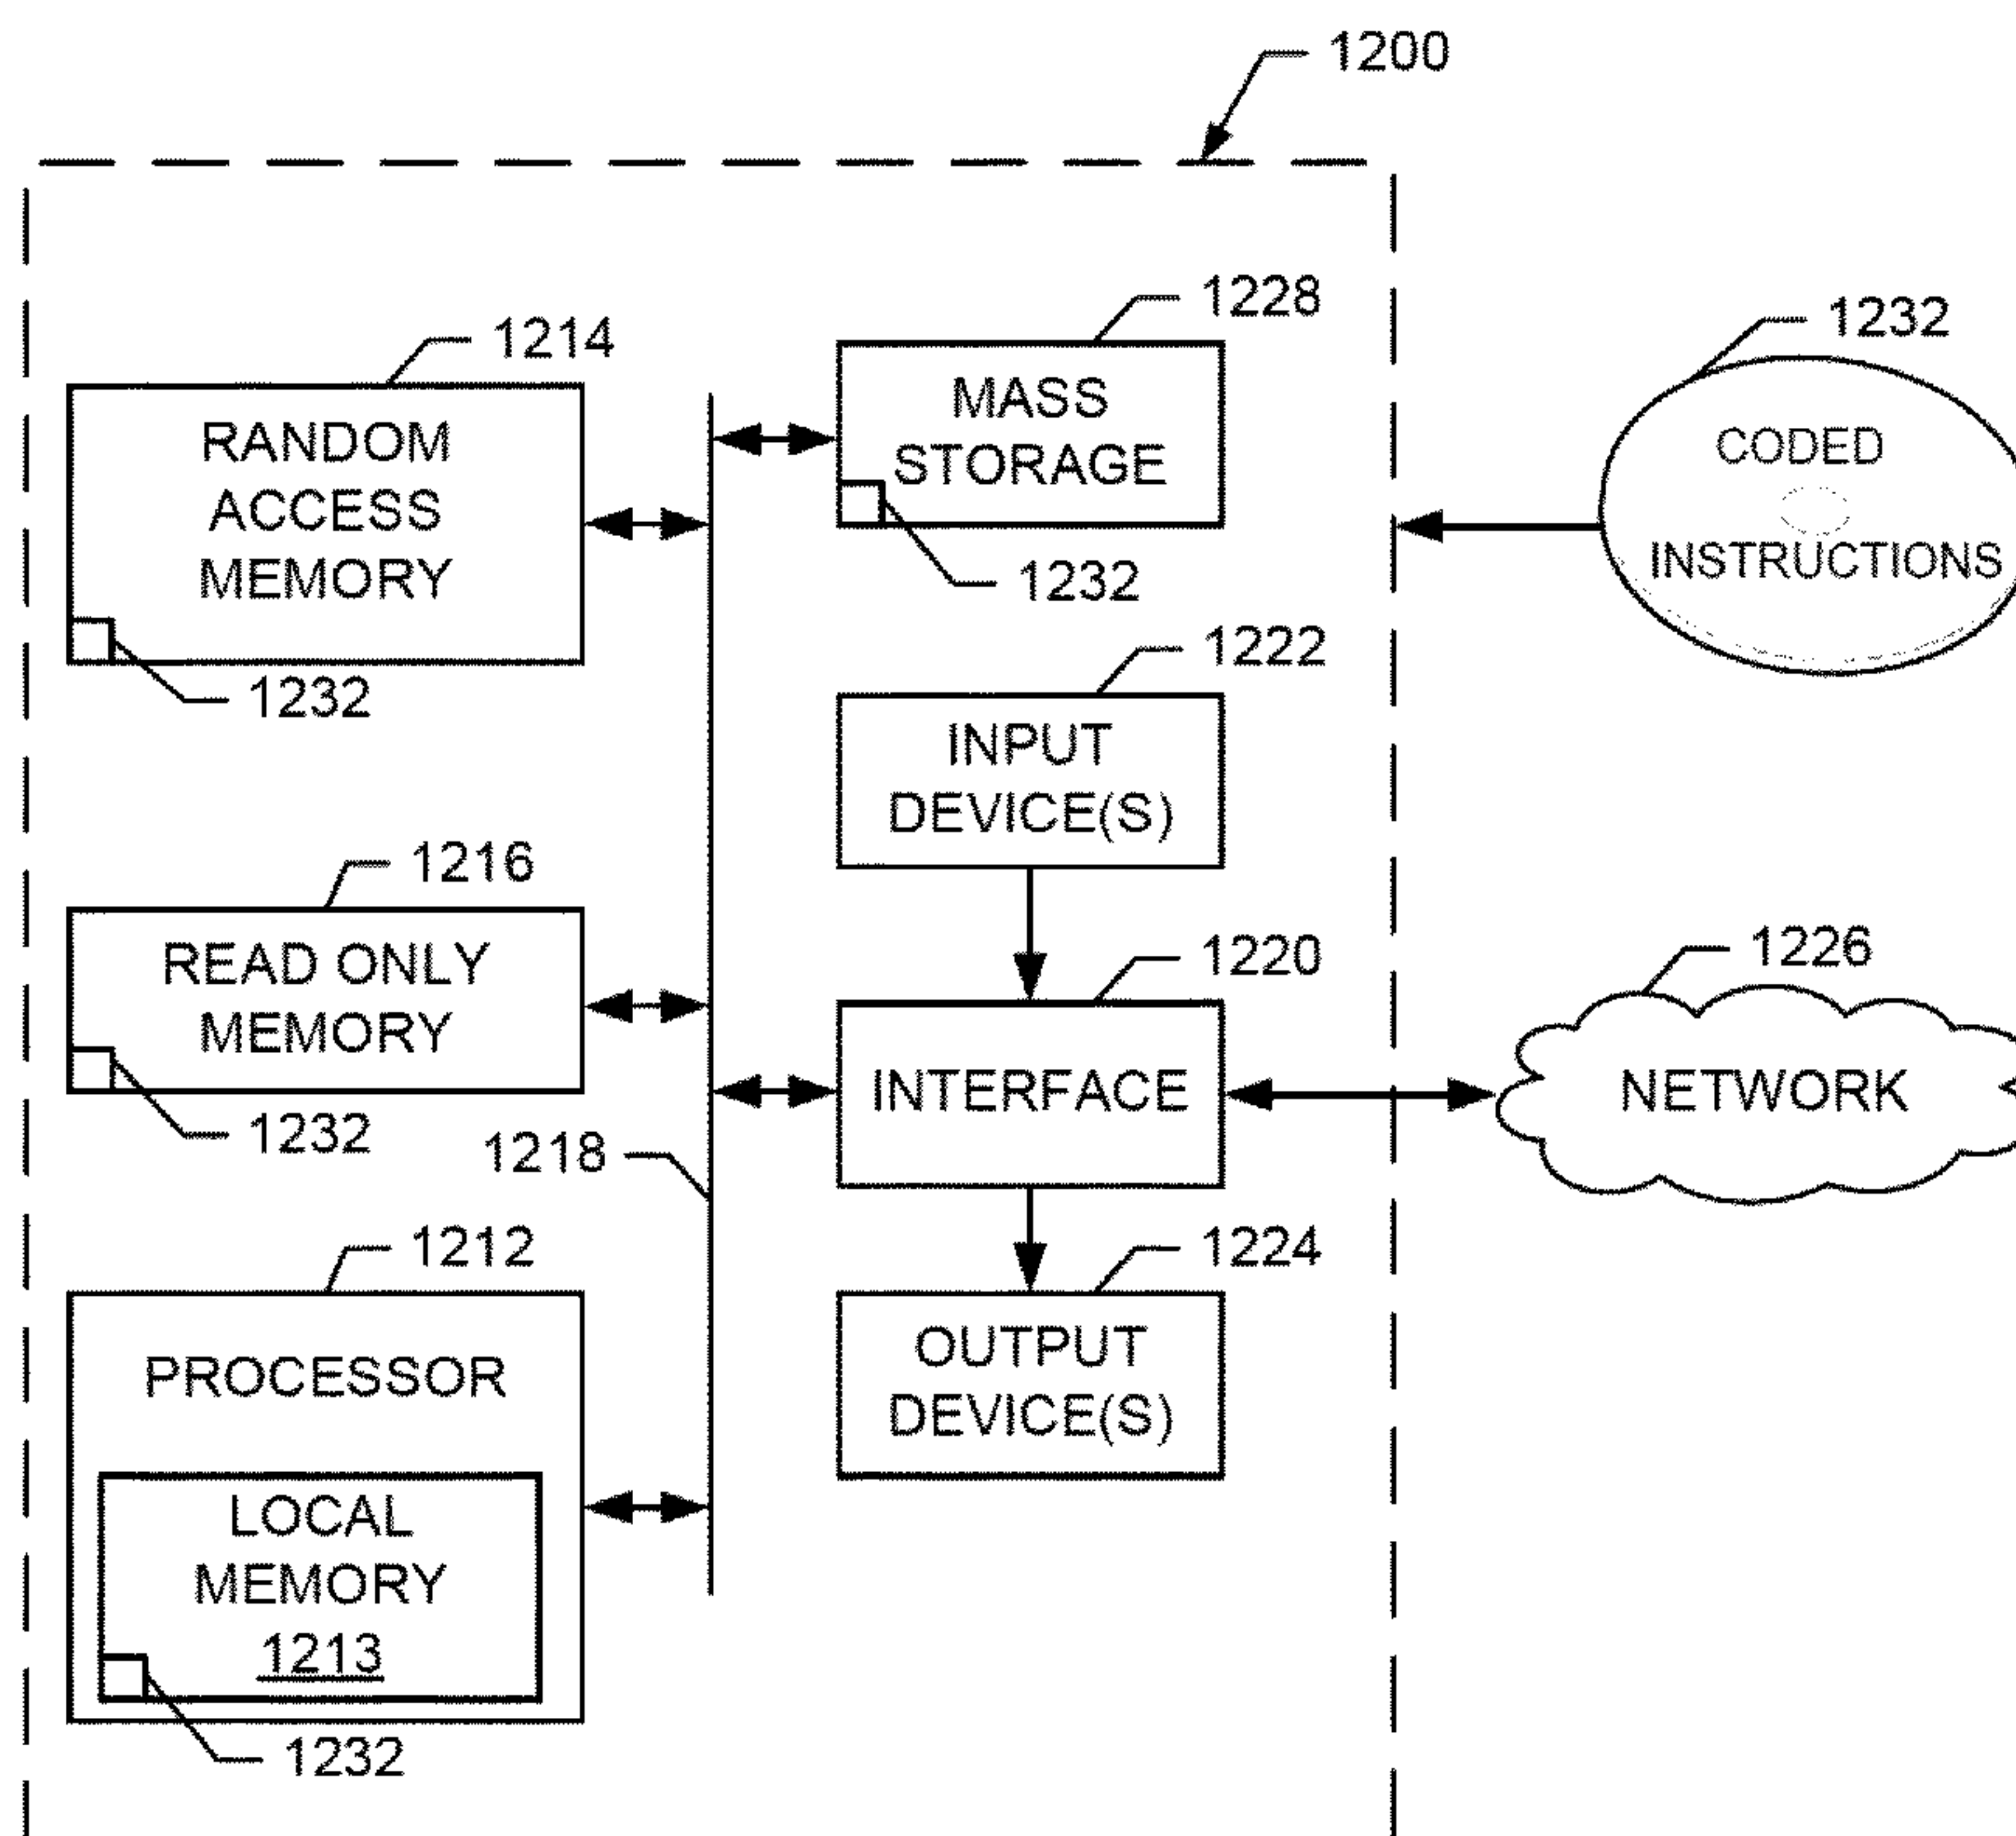 1200
1214
RANDOM
ACCESS
MEMORY
1232
1228
MASS
STORAGE
1232
1232
CODED
INSTRUCTIONS
1222
INPUT
DEVICE(S)
1216
READ ONLY
MEMORY
1232
1218
1220
INTERFACE
1226
NETWORK
1212
PROCESSOR
LOCAL
MEMORY
1213
1232
1224
OUTPUT
DEVICE(S)